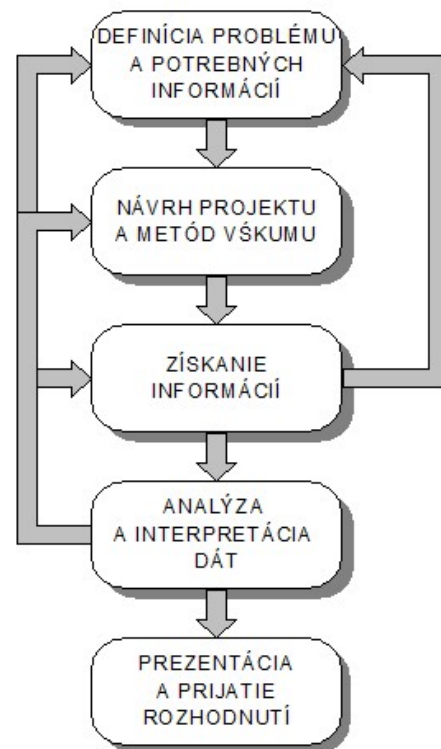 DEFINÍCIA PROBLÉMU
A POTREBNÝCH
INFORMÁCIÍ
NÁVRH PROJEKTU
A METÓD VŠKUMU
ZÍSKANIE
INFORMÁCIÍ
ANALÝZA
A INTERPRETÁCIA
DÁT
PREZENTÁCIA
A PRIJATIE
ROZHODNUTÍ